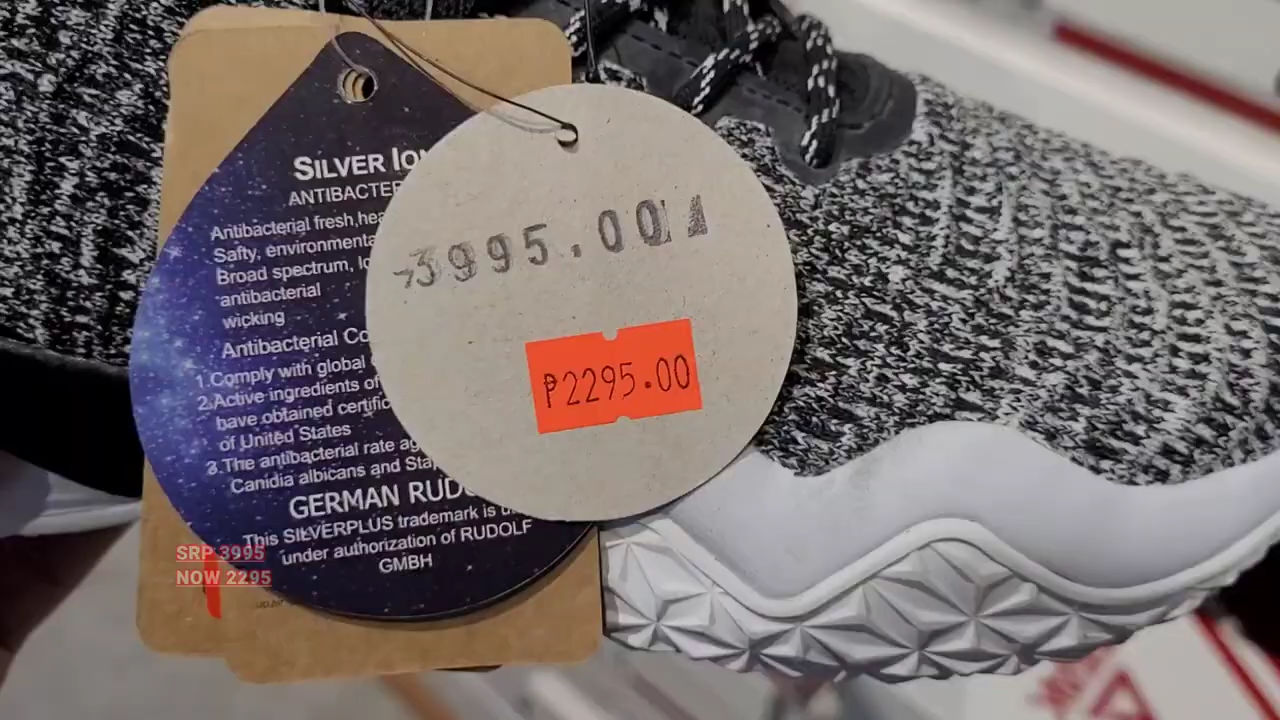 SILVER IO
ANTIBACTER
Antibacterial fresh,hea
Safty, environmenta
Broad spectrum, lo
antibacterial
wicking
Antibacterial Co
1.Comply with global
2.Active ingredients of
have obtained certific
of United States
3.The antibacterial rate ag
Canidia albicans and Sta
GERMAN RUDO
This SILVERPLUS trademark is u
under authorization of RUDOLF
GMBH
3995.00
₱2295.00
SRP 3995
NOW 2295